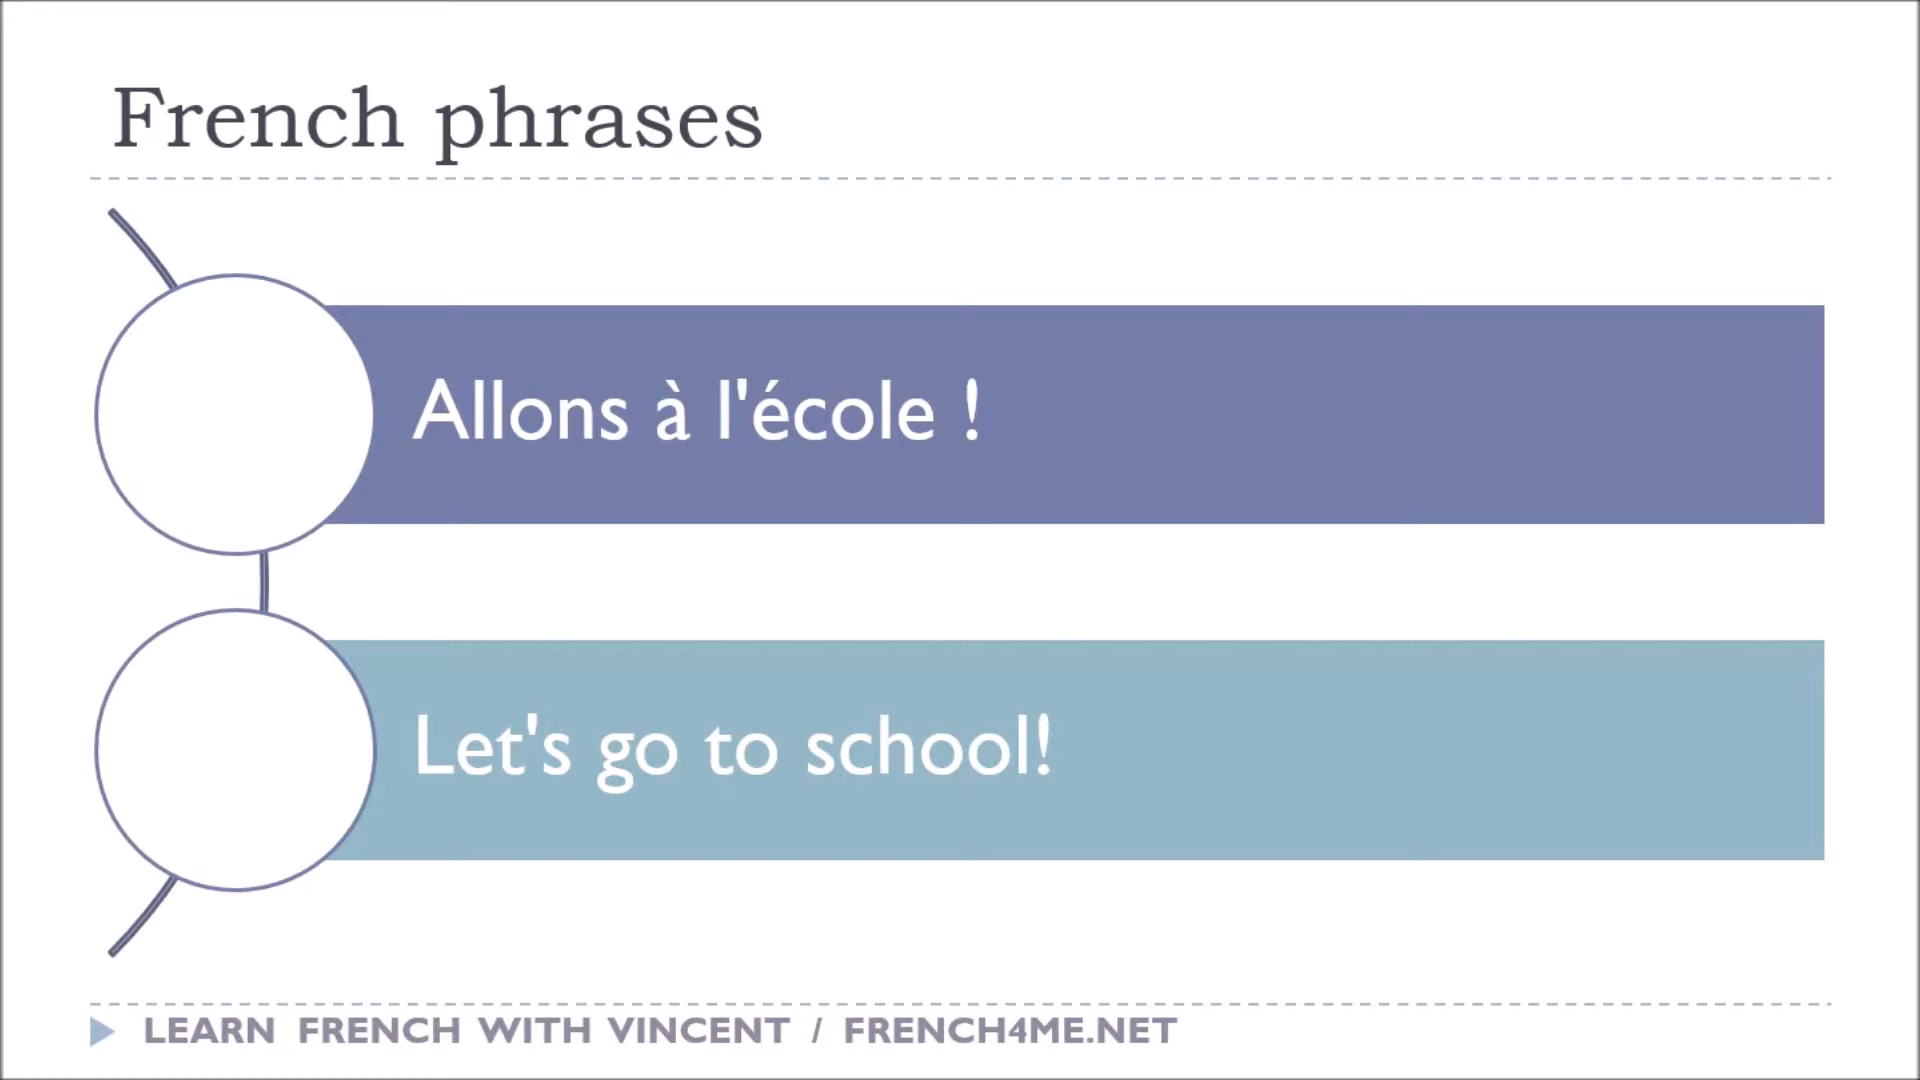 French phrases
Allons à l'école !
Let's go to school!
LEARN FRENCH WITH VINCENT / FRENCH4ME.NET